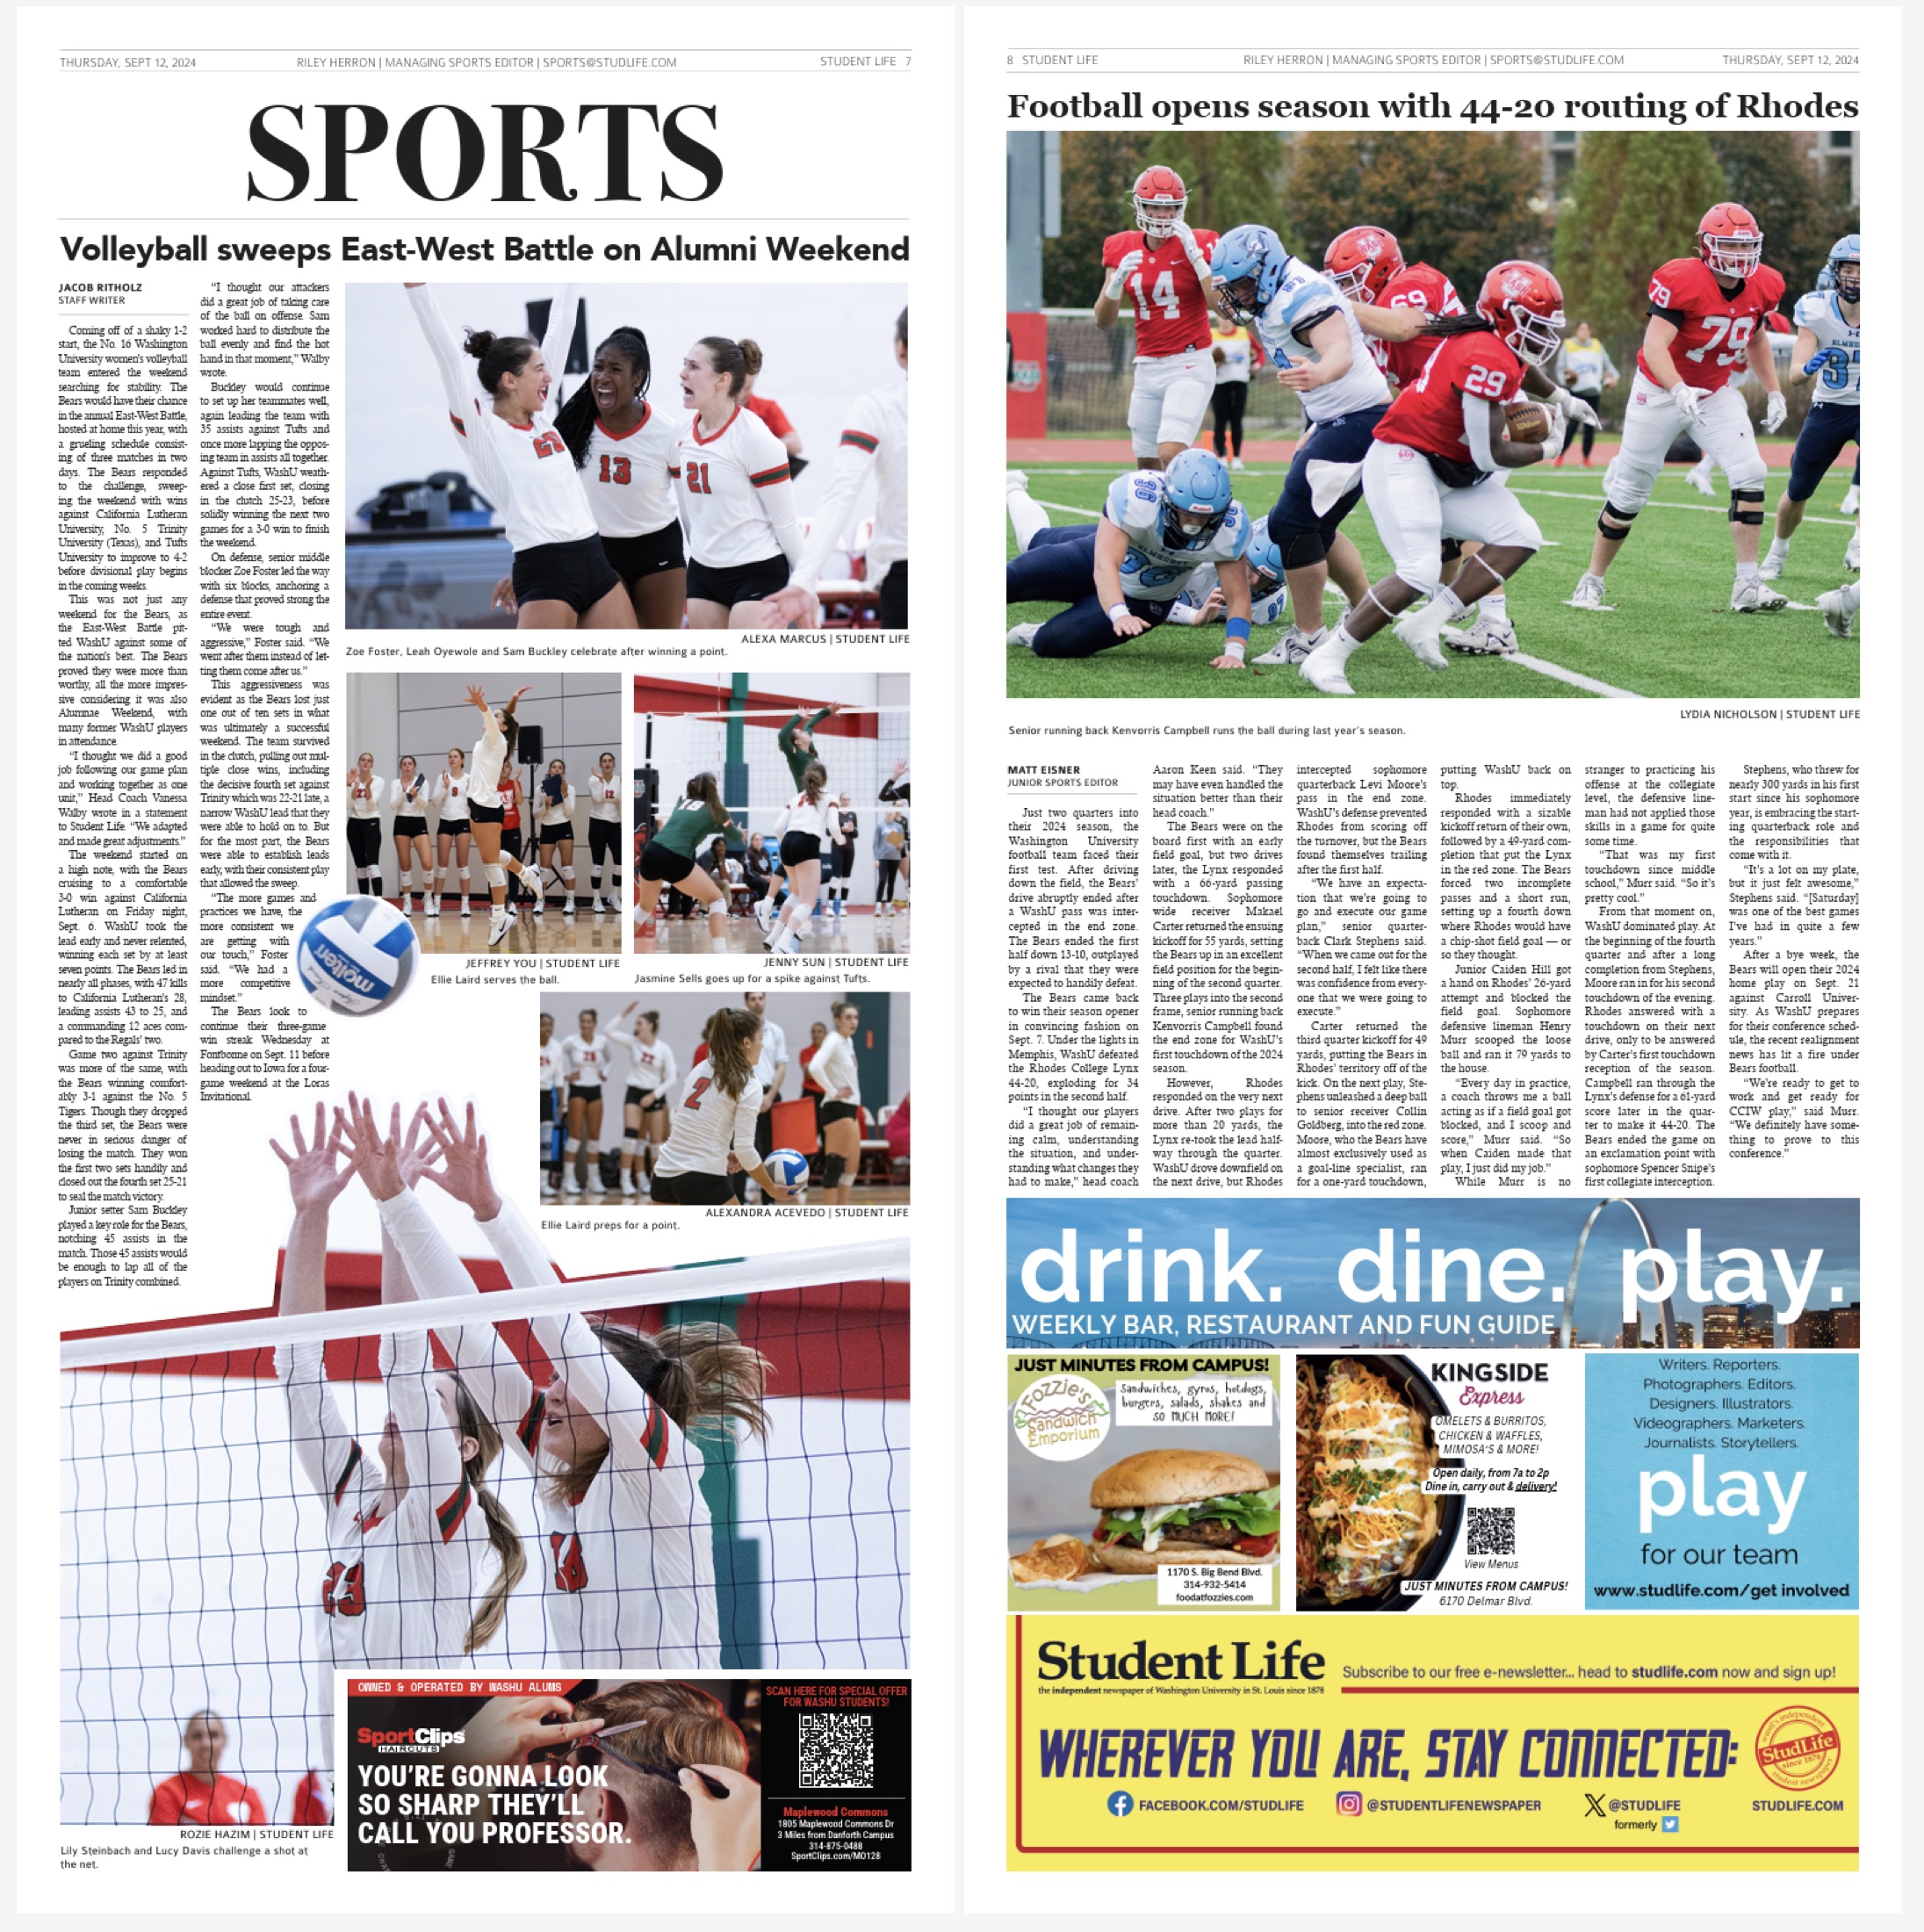 THURSDAY, SEPT 12, 2024
RILEY HERRON | MANAGING SPORTS EDITOR | SPORTS@STUDLIFE.COM
STUDENT LIFE 7
SPORTS
Volleyball sweeps East-West Battle on Alumni Weekend
JACOB RITHOLZ
STAFF WRITER
Coming off of a shaky 1-2
start, the No. 16 Washington
University women's volleyball
team entered the weekend
searching for stability. The
Bears would have their chance
in the annual East-West Battle,
hosted at home this year, with
a grueling schedule consist-
ing of three matches in two
days. The Bears responded
to the challenge, sweep-
ing the weekend with wins
against California Lutheran
University, No. 5 Trinity
University (Texas), and Tufts
University to improve to 4-2
before divisional play begins
in the coming weeks.
This was not just any
weekend for the Bears, as
the East-West Battle pit-
ted WashU against some of
the nation's best. The Bears
proved they were more than
worthy, all the more impres-
sive considering it was also
Alumnae Weekend, with
many former WashU players
in attendance.
“I thought we did a good
job following our game plan
and working together as one
unit,” Head Coach Vanessa
Walby wrote in a statement
to Student Life. “We adapted
and made great adjustments.”
The weekend started on
a high note, with the Bears
cruising to a comfortable
3-0 win against California
Lutheran on Friday night,
Sept. 6. WashU took the
lead early and never relented,
winning each set by at least
seven points. The Bears led in
nearly all phases, with 47 kills
to California Lutheran's 28,
leading assists 43 to 25, and
a commanding 12 aces com-
pared to the Regals' two.
Game two against Trinity
was more of the same, with
the Bears winning comfort-
ably 3-1 against the No. 5
Tigers. Though they dropped
the third set, the Bears were
never in serious danger of
losing the match. They won
the first two sets handily and
closed out the fourth set 25-21
to seal the match victory.
Junior setter Sam Buckley
played a key role for the Bears,
notching 45 assists in the
match. Those 45 assists would
be enough to lap all of the
players on Trinity combined.
“I thought our attackers
did a great job of taking care
of the ball on offense. Sam
worked hard to distribute the
ball evenly and find the hot
hand in that moment,” Walby
wrote.
Buckley would continue
to set up her teammates well,
again leading the team with
35 assists against Tufts and
once more lapping the oppos-
ing team in assists all together.
Against Tufts, WashU weath-
ered a close first set, closing
in the clutch 25-23, before
solidly winning the next two
games for a 3-0 win to finish
the weekend.
On defense, senior middle
blocker Zoe Foster led the way
with six blocks, anchoring a
defense that proved strong the
entire event.
“We were tough and
aggressive,” Foster said. “We
went after them instead of let-
ting them come after us.”
This aggressiveness was
evident as the Bears lost just
one out of ten sets in what
was ultimately a successful
weekend. The team survived
in the clutch, pulling out mul-
tiple close wins, including
the decisive fourth set against
Trinity which was 22-21 late, a
narrow WashU lead that they
were able to hold on to. But
for the most part, the Bears
were able to establish leads
early, with their consistent play
that allowed the sweep.
“The more games and
practices we have, the
more consistent we
are getting with
our touch,” Foster
said. “We had a
more competitive
mindset.”
The Bears look to
continue their three-game
win streak Wednesday at
Fontbonne on Sept. 11 before
heading out to Iowa for a four-
game weekend at the Loras
Invitational.
20
13
21
ALEXA MARCUS | STUDENT LIFE
Zoe Foster, Leah Oyewole and Sam Buckley celebrate after winning a point.
12
18
JEFFREY YOU | STUDENT LIFE
Ellie Laird serves the ball.
JENNY SUN | STUDENT LIFE
Jasmine Sells goes up for a spike against Tufts.
molten
2
ALEXANDRA ACEVEDO | STUDENT LIFE
Ellie Laird preps for a point.
23
ROZIE HAZIM | STUDENT LIFE
Lily Steinbach and Lucy Davis challenge a shot at
the net.
OWNED & OPERATED BY WASHU ALUMS
SportClips
HAIRCUTS
YOU'RE GONNA LOOK
SO SHARP THEY'LL
CALL YOU PROFESSOR.
SCAN HERE FOR SPECIAL OFFER
FOR WASHU STUDENTS!
Maplewood Commons
1805 Maplewood Commons Dr
3 Miles from Danforth Campus
314-875-0488
SportClips.com/MO128
8 STUDENT LIFE
RILEY HERRON | MANAGING SPORTS EDITOR | SPORTS@STUDLIFE.COM
THURSDAY, SEPT 12, 2024
Football opens season with 44-20 routing of Rhodes
14
69
29
79
79
ELMHURST
37
36
ELMHURST
97
LYDIA NICHOLSON | STUDENT LIFE
Senior running back Kenvorris Campbell runs the ball during last year's season.
MATT EISNER
JUNIOR SPORTS EDITOR
Just two quarters into
their 2024 season, the
Washington University
football team faced their
first test. After driving
down the field, the Bears'
drive abruptly ended after
a WashU pass was inter-
cepted in the end zone.
The Bears ended the first
half down 13-10, outplayed
by a rival that they were
expected to handily defeat.
The Bears came back
to win their season opener
in convincing fashion on
Sept. 7. Under the lights in
Memphis, WashU defeated
the Rhodes College Lynx
44-20, exploding for 34
points in the second half.
“I thought our players
did a great job of remain-
ing calm, understanding
the situation, and under-
standing what changes they
had to make,” head coach
Aaron Keen said. “They
may have even handled the
situation better than their
head coach.”
The Bears were on the
board first with an early
field goal, but two drives
later, the Lynx responded
with a 66-yard passing
touchdown. Sophomore
wide receiver Makael
Carter returned the ensuing
kickoff for 55 yards, setting
the Bears up in an excellent
field position for the begin-
ning of the second quarter.
Three plays into the second
frame, senior running back
Kenvorris Campbell found
the end zone for WashU's
first touchdown of the 2024
season.
However, Rhodes
responded on the very next
drive. After two plays for
more than 20 yards, the
Lynx re-took the lead half-
way through the quarter.
WashU drove downfield on
the next drive, but Rhodes
intercepted sophomore
quarterback Levi Moore's
pass in the end zone.
WashU's defense prevented
Rhodes from scoring off
the turnover, but the Bears
found themselves trailing
after the first half.
“We have an expecta-
tion that we're going to
go and execute our game
plan,” senior quarter-
back Clark Stephens said.
“When we came out for the
second half, I felt like there
was confidence from every-
one that we were going to
execute.”
Carter returned the
third quarter kickoff for 49
yards, putting the Bears in
Rhodes' territory off of the
kick. On the next play, Ste-
phens unleashed a deep ball
to senior receiver Collin
Goldberg, into the red zone.
Moore, who the Bears have
almost exclusively used as
a goal-line specialist, ran
for a one-yard touchdown,
putting WashU back on
top.
Rhodes immediately
responded with a sizable
kickoff return of their own,
followed by a 49-yard com-
pletion that put the Lynx
in the red zone. The Bears
forced two incomplete
passes and a short run,
setting up a fourth down
where Rhodes would have
a chip-shot field goal — or
so they thought.
Junior Caiden Hill got
a hand on Rhodes' 26-yard
attempt and blocked the
field goal. Sophomore
defensive lineman Henry
Murr scooped the loose
ball and ran it 79 yards to
the house.
“Every day in practice,
a coach throws me a ball
acting as if a field goal got
blocked, and I scoop and
score,” Murr said. “So
when Caiden made that
play, I just did my job.”
While Murr is no
stranger to practicing his
offense at the collegiate
level, the defensive line-
man had not applied those
skills in a game for quite
some time.
“That was my first
touchdown since middle
school,” Murr said. “So it's
pretty cool.”
From that moment on,
WashU dominated play. At
the beginning of the fourth
quarter and after a long
completion from Stephens,
Moore ran in for his second
touchdown of the evening.
Rhodes answered with a
touchdown on their next
drive, only to be answered
by Carter's first touchdown
reception of the season.
Campbell ran through the
Lynx's defense for a 61-yard
score later in the quar-
ter to make it 44-20. The
Bears ended the game on
an exclamation point with
sophomore Spencer Snipe's
first collegiate interception.
Stephens, who threw for
nearly 300 yards in his first
start since his sophomore
year, is embracing the start-
ing quarterback role and
the responsibilities that
come with it.
“It's a lot on my plate,
but it just felt awesome,”
Stephens said. “[Saturday]
was one of the best games
I've had in quite a few
years.”
After a bye week, the
Bears will open their 2024
home play on Sept. 21
against Carroll Univer-
sity. As WashU prepares
for their conference sched-
ule, the recent realignment
news has lit a fire under
Bears football.
“We're ready to get to
work and get ready for
CCIW play,” said Murr.
“We definitely have some-
thing to prove to this
conference.”
drink. dine. play.
WEEKLY BAR, RESTAURANT AND FUN GUIDE
JUST MINUTES FROM CAMPUS!
Fozzie's
Sandwich
Emporium
Sandwiches, gyros, hotdogs,
burgers, salads, shakes and
SO MUCH MORE!
1170 S. Big Bend Blvd.
314-932-5414
foodatfozzies.com
KINGSIDE
Express
OMELETS & BURRITOS,
CHICKEN & WAFFLES,
MIMOSA'S & MORE!
Open daily, from 7a to 2p
Dine in, carry out & delivery!
View Menus
JUST MINUTES FROM CAMPUS!
6170 Delmar Blvd.
Writers. Reporters.
Photographers. Editors.
Designers. Illustrators.
Videographers. Marketers.
Journalists. Storytellers.
play
for our team
www.studlife.com/get involved
Student Life
the independent newspaper of Washington University in St. Louis since 1878
Subscribe to our free e-newsletter... head to studlife.com now and sign up!
WHEREVER YOU ARE, STAY CONNECTED:
StudLife
since 1878
student newspaper
FACEBOOK.COM/STUDLIFE
@STUDENTLIFENEWSPAPER
@STUDLIFE
formerly
STUDLIFE.COM